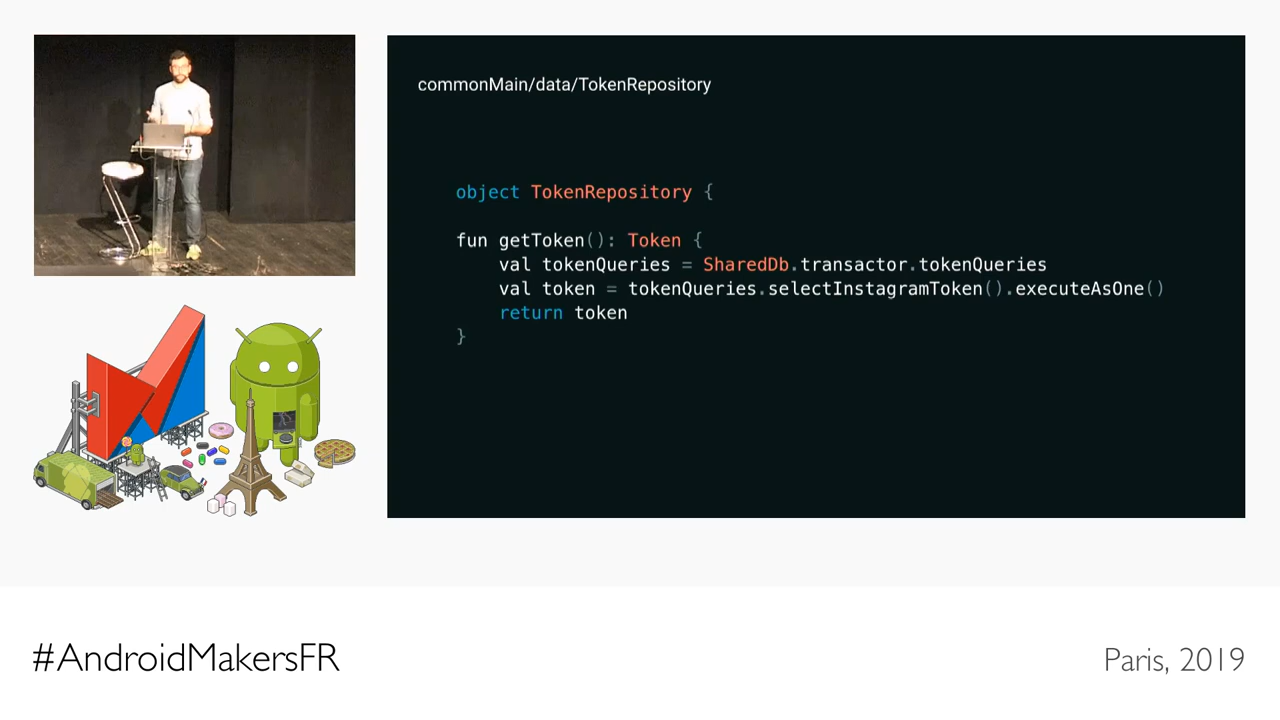 commonMain/data/TokenRepository
object TokenRepository {
fun getToken(): Token {
val tokenQueries = SharedDb.transactor.tokenQueries
val token = tokenQueries.selectInstagramToken().executeAsOne()
return token
}
#AndroidMakersFR
Paris, 2019